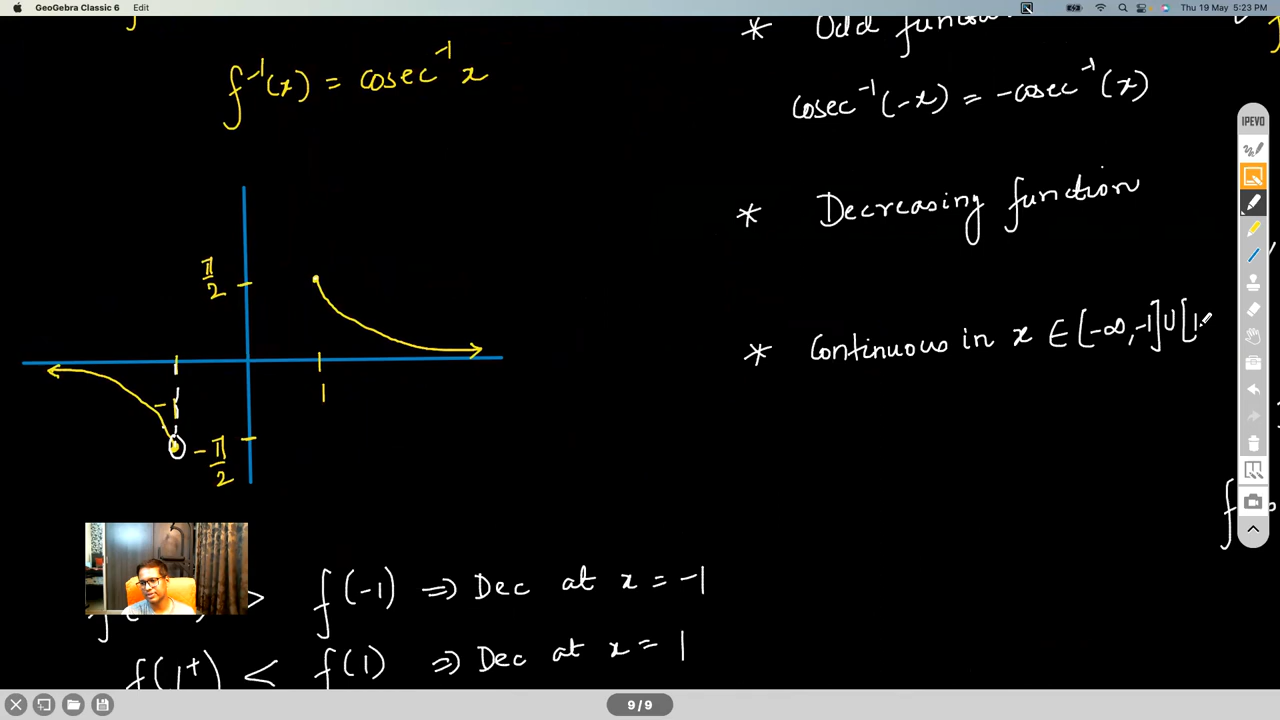 GeoGebra Classic 6 Edit Thu 19 May 5:23 PM
* Odd function
f⁻¹(x) = cosec⁻¹ x
cosec⁻¹(-x) = -cosec⁻¹(x)
IPEVO
* Decreasing function
π/2
* Continuous in x ∈ [-∞,-1]∪[1
-1
1
-π/2
f(-1) ⇒ Dec at x = -1
f(1⁺) < f(1) ⇒ Dec at x = 1
9/9